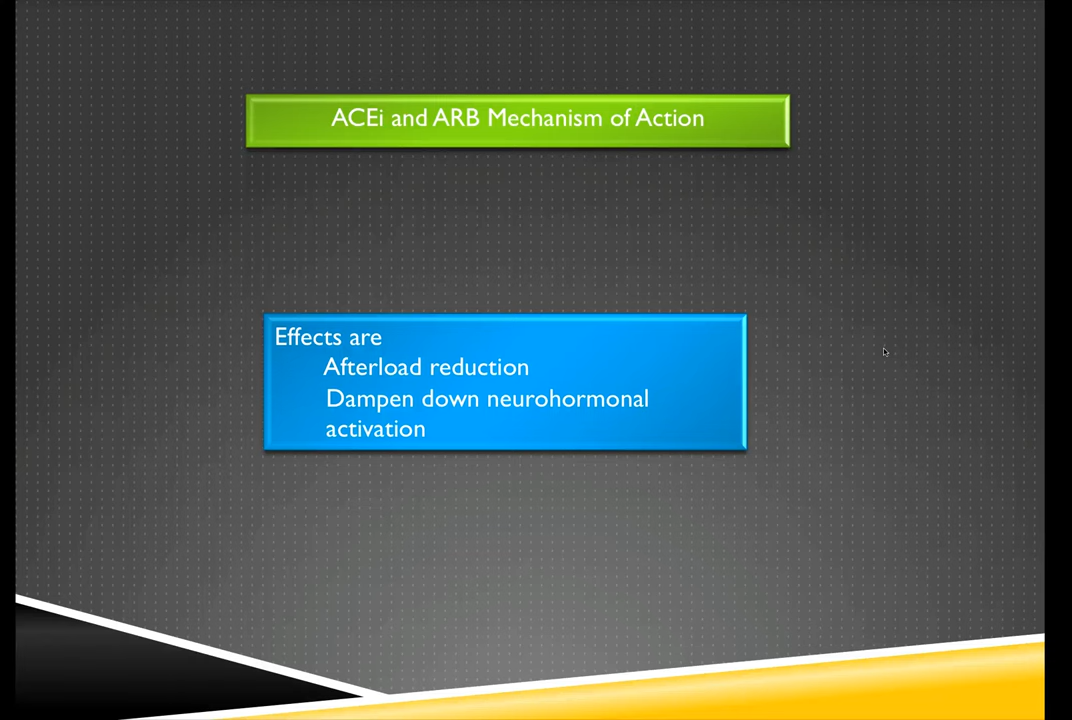 ACEi and ARB Mechanism of Action
Effects are
Afterload reduction
Dampen down neurohormonal
activation